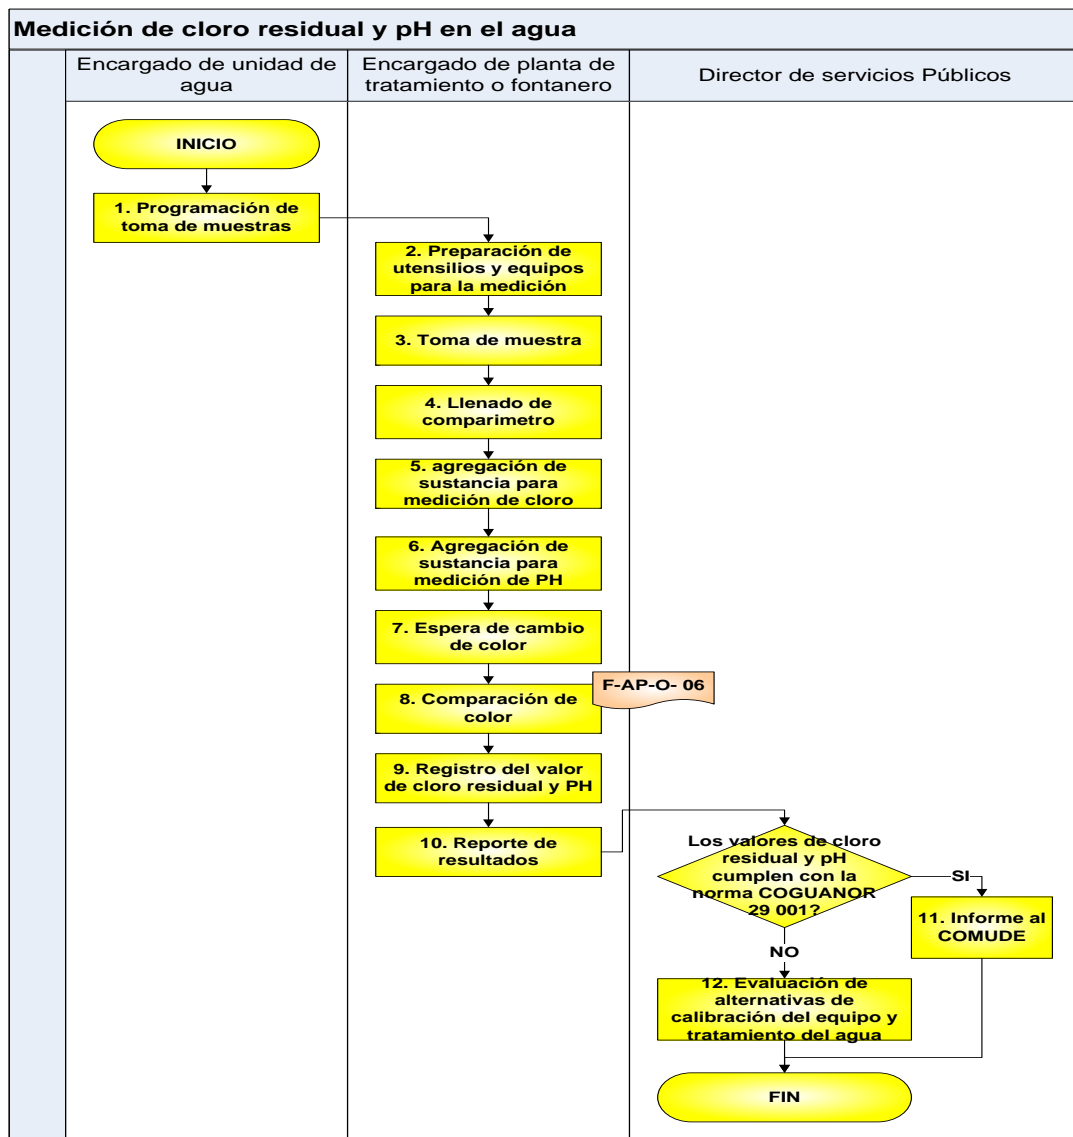 Medición de cloro residual y pH en el agua
Encargado de unidad de
agua
Encargado de planta de
tratamiento o fontanero
Director de servicios Públicos
INICIO
1. Programación de
toma de muestras
2. Preparación de
utensilios y equipos
para la medición
3. Toma de muestra
4. Llenado de
comparimetro
5. agregación de
sustancia para
medición de cloro
6. Agregación de
sustancia para
medición de PH
7. Espera de cambio
de color
F-AP-O- 06
8. Comparación de
color
9. Registro del valor
de cloro residual y PH
10. Reporte de
resultados
Los valores de cloro
residual y pH
cumplen con la
norma COGUANOR
29 001?
SI
11. Informe al
COMUDE
NO
12. Evaluación de
alternativas de
calibración del equipo y
tratamiento del agua
FIN